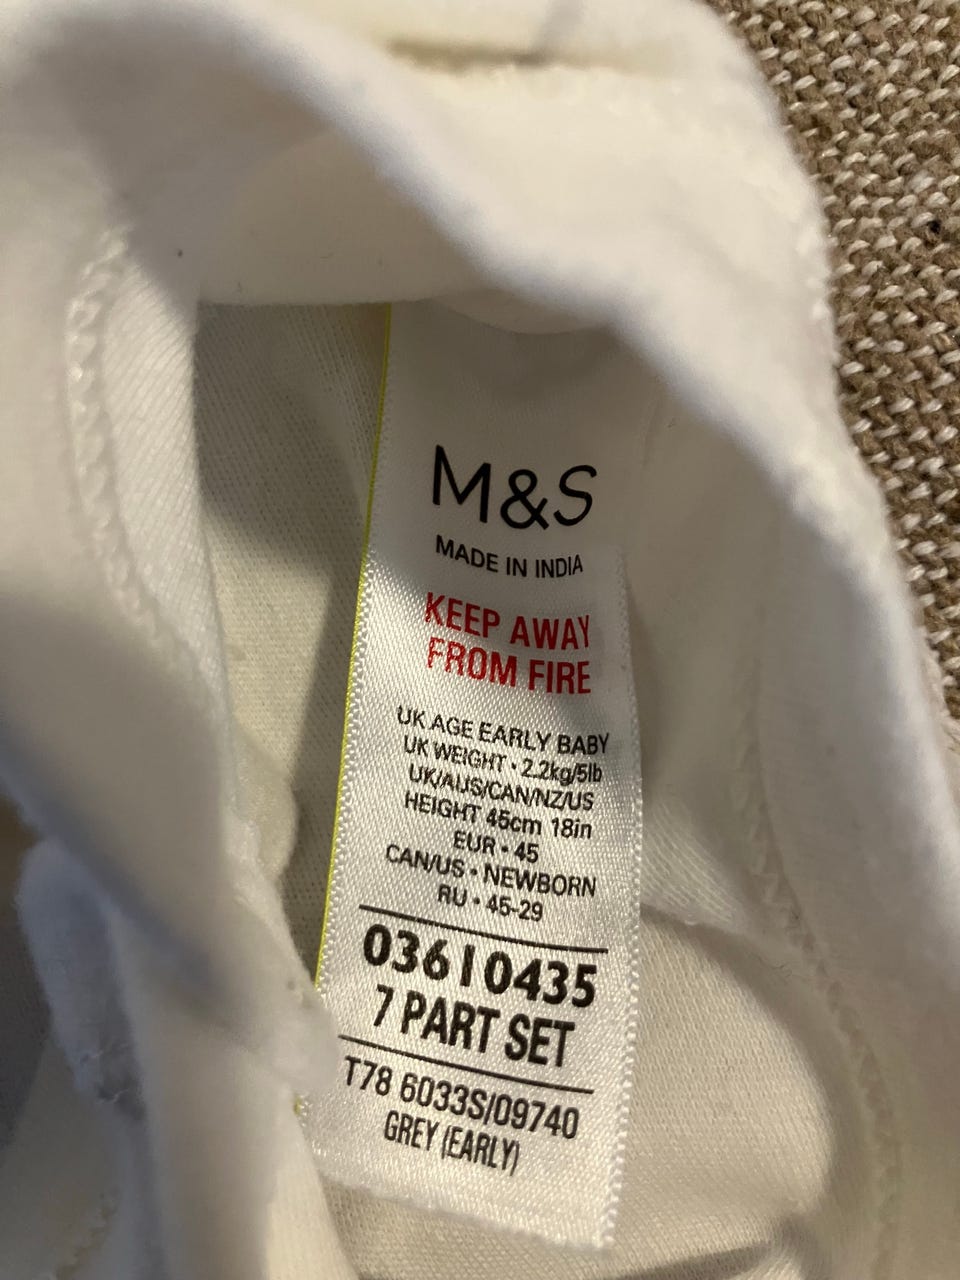 M&S
MADE IN INDIA
KEEP AWAY
FROM FIRE
UK AGE EARLY BABY
UK WEIGHT • 2.2kg/5lb
UK/AUS/CAN/NZ/US
HEIGHT 45cm 18in
EUR • 45
CAN/US • NEWBORN
RU • 45-29
03610435
7 PART SET
T78 6033S/09740
GREY (EARLY)